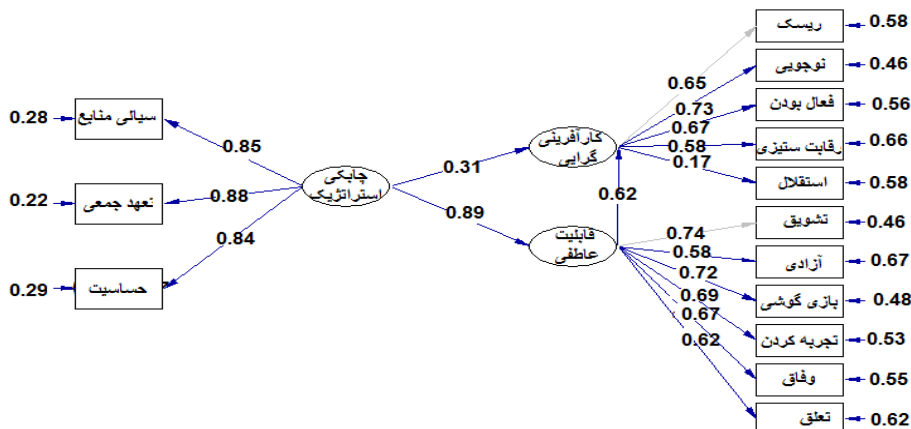 0.28
سیالی منابع
0.85
0.22
تعهد جمعی
0.88
0.29
حساسیت
0.84
چابکی
استراتژیک
0.31
0.89
کارآفرینی
گرایی
0.62
قابلیت
عاطفی
0.65
ریسک
0.58
0.73
نوجویی
0.46
0.67
فعال بودن
0.56
0.58
رقابت ستیزی
0.66
0.17
استقلال
0.58
0.74
تشویق
0.46
0.58
آزادی
0.67
0.72
بازی گوشی
0.48
0.69
تجربه کردن
0.53
0.67
وفاق
0.55
0.62
تعلق
0.62